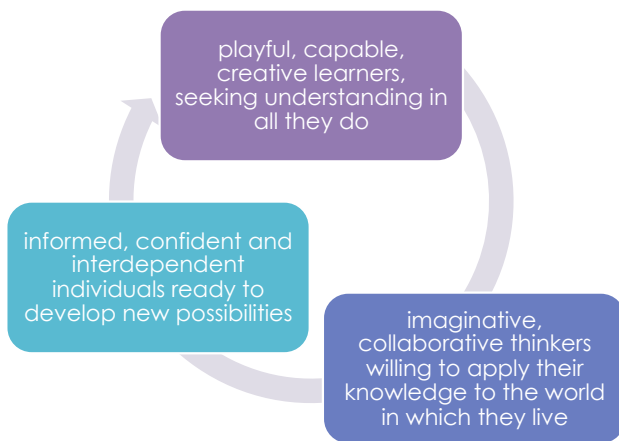 playful, capable,
creative learners,
seeking understanding in
all they do
imaginative,
collaborative thinkers
willing to apply their
knowledge to the world
in which they live
informed, confident and
interdependent
individuals ready to
develop new possibilities